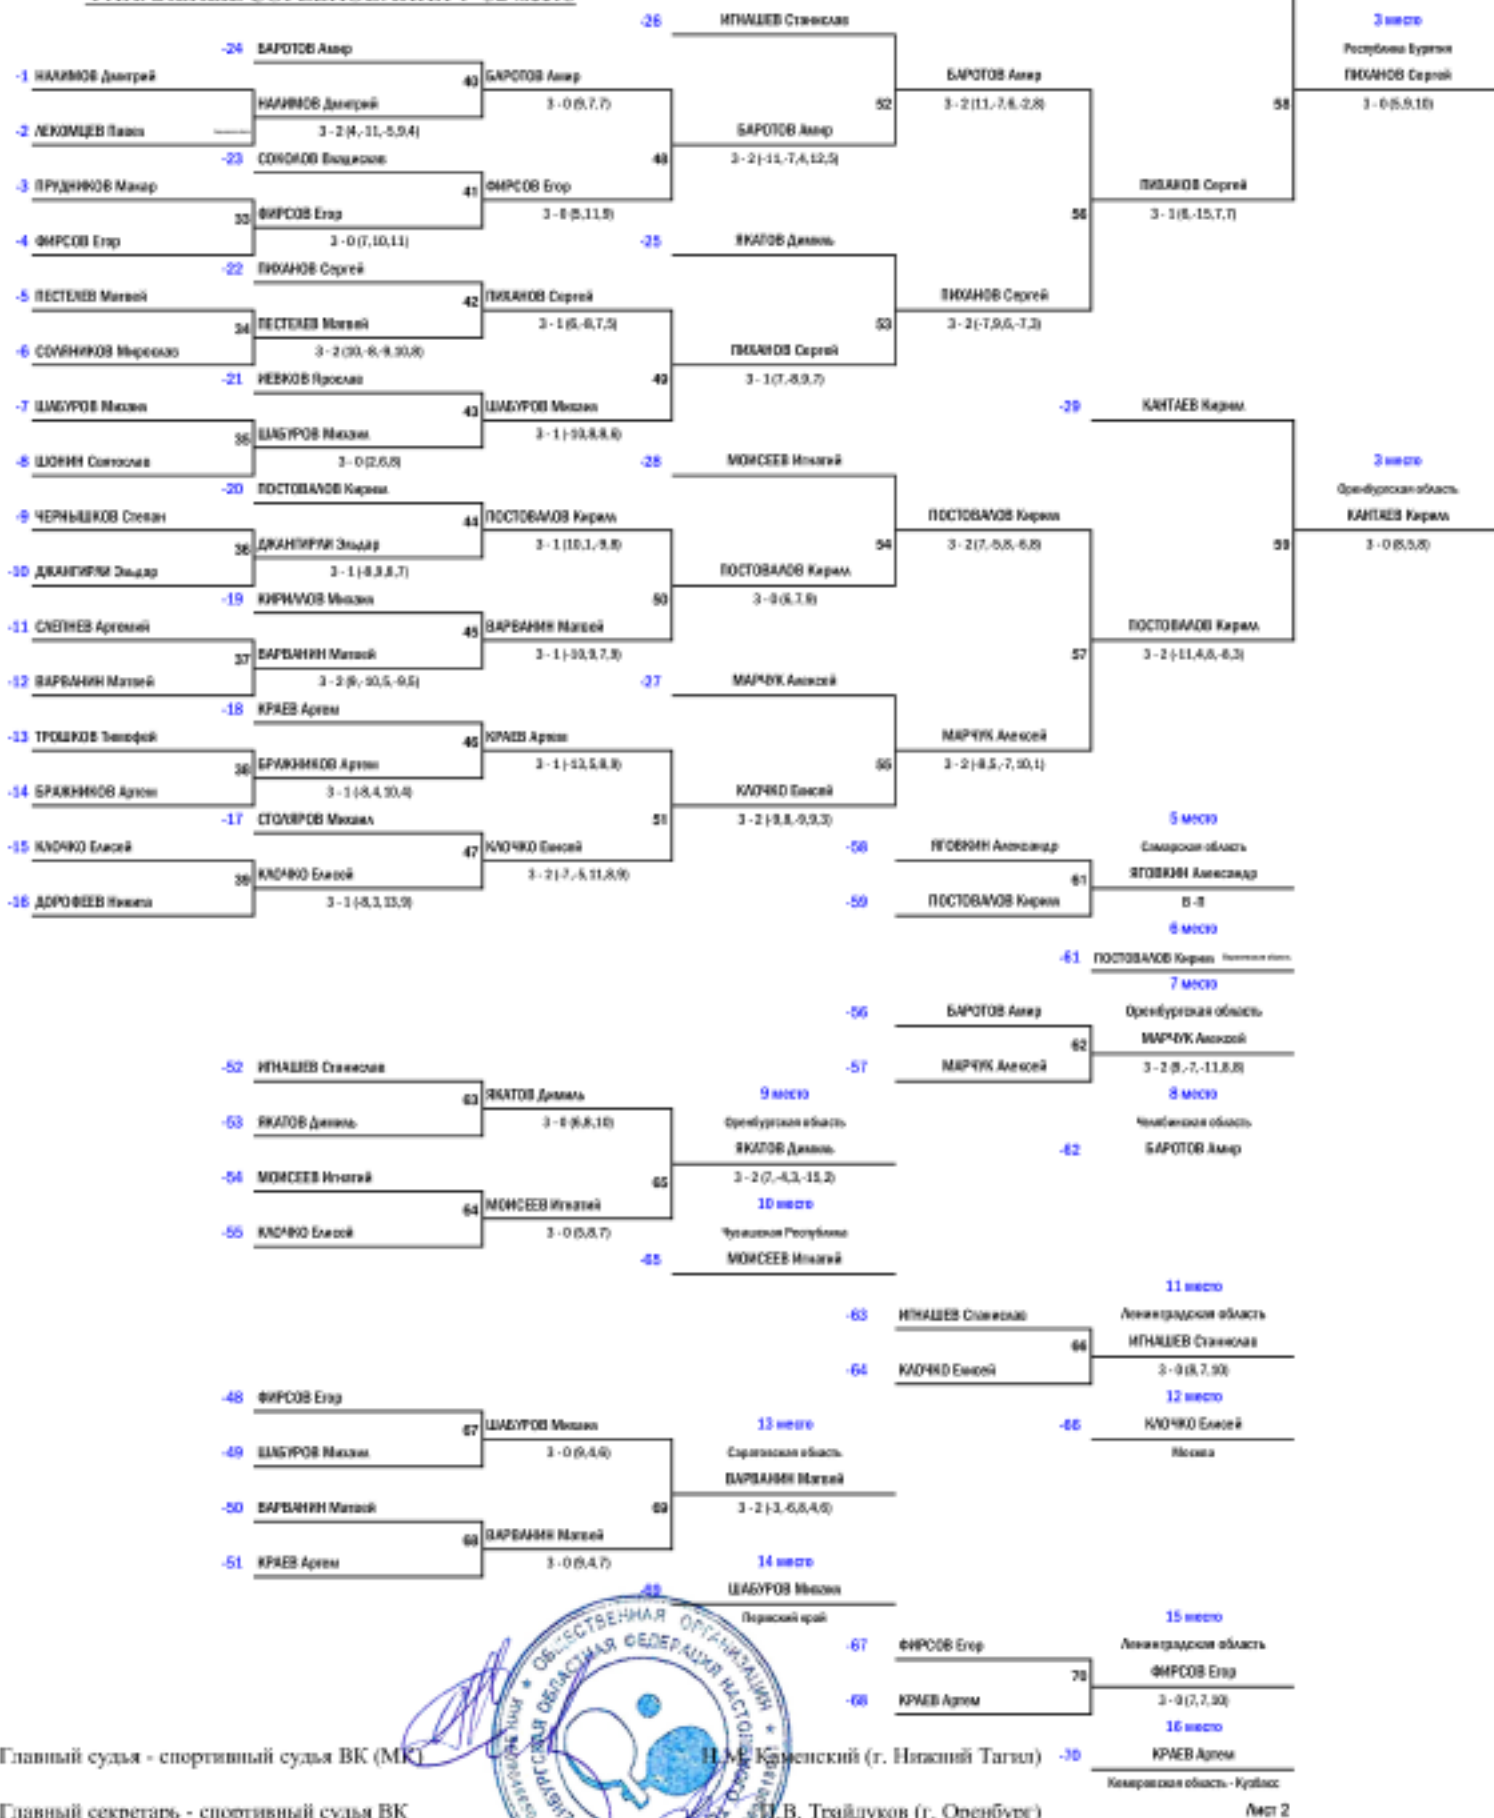 -26 ИГНАШЕВ Станислав
3 место
-24 БАРОТОВ Амир
Республика Бурятия
-1 НАЛИМОВ Дмитрий
40 БАРОТОВ Амир
БАРОТОВ Амир
ПИХАНОВ Сергей
НАЛИМОВ Дмитрий
3 - 0 (9,7,7)
52
3 - 2 (11,-7,6,-2,8)
58
3 - 0 (5,9,10)
-2 ЛЕКОМЦЕВ Павел
3 - 2 (4,-11,-5,9,4)
БАРОТОВ Амир
-23 СОКОЛОВ Владислав
48
3 - 2 (-11,-7,4,12,5)
-3 ПРУДНИКОВ Макар
41 ФИРСОВ Егор
ПИХАНОВ Сергей
33 ФИРСОВ Егор
3 - 0 (5,11,9)
56
3 - 1 (6,-15,7,7)
-4 ФИРСОВ Егор
3 - 0 (7,10,11)
-25 ЯКАТОВ Димиль
-22 ПИХАНОВ Сергей
-5 ПЕСТЕЛЕВ Матвей
42 ПИХАНОВ Сергей
ПИХАНОВ Сергей
34 ПЕСТЕЛЕВ Матвей
3 - 1 (6,-8,7,5)
53
3 - 2 (-7,9,6,-7,3)
-6 СОЛЯНИКОВ Мирослав
3 - 2 (10,-8,-9,10,8)
ПИХАНОВ Сергей
-21 ИЕВКОВ Ярослав
49
3 - 1 (7,-8,9,7)
-7 ШАБУРОВ Михаил
43 ШАБУРОВ Михаил
-29 КАНТАЕВ Кирилл
35 ШАБУРОВ Михаил
3 - 1 (-10,8,8,6)
-8 ШОНИН Святослав
3 - 0 (2,6,8)
-28 МОИСЕЕВ Игнатий
3 место
-20 ПОСТОВАЛОВ Кирилл
Оренбургская область
-9 ЧЕРНЫШКОВ Степан
44 ПОСТОВАЛОВ Кирилл
ПОСТОВАЛОВ Кирилл
КАНТАЕВ Кирилл
36 ДЖАНГИРЛИ Эльдар
3 - 1 (10,1,-9,8)
54
3 - 2 (7,-5,8,-6,8)
59
3 - 0 (8,5,8)
-10 ДЖАНГИРЛИ Эльдар
3 - 1 (-8,9,8,7)
ПОСТОВАЛОВ Кирилл
-19 КИРИЛЛОВ Михаил
50
3 - 0 (6,7,9)
-11 СЛЕПНЕВ Артемий
45 ВАРВАНИН Матвей
ПОСТОВАЛОВ Кирилл
37 ВАРВАНИН Матвей
3 - 1 (-10,9,7,9)
57
3 - 2 (-11,4,8,-8,3)
-12 ВАРВАНИН Матвей
3 - 2 (9,-10,5,-9,5)
-27 МАРЧУК Алексей
-18 КРАЕВ Артем
-13 ТРОШКОВ Тимофей
46 КРАЕВ Артем
МАРЧУК Алексей
38 БРАЖНИКОВ Артем
3 - 1 (-13,5,8,9)
55
3 - 2 (-8,5,-7,10,1)
-14 БРАЖНИКОВ Артем
3 - 1 (-8,4,10,4)
КЛОЧКО Елисей
-17 СТОЛЯРОВ Михаил
51
3 - 2 (-9,8,-9,9,3)
5 место
-15 КЛОЧКО Елисей
47 КЛОЧКО Елисей
-58 ЯГОВКИН Александр
Самарская область
39 КЛОЧКО Елисей
3 - 2 (-7,-5,11,8,9)
61
ЯГОВКИН Александр
-16 ДОРОФЕЕВ Никита
3 - 1 (-8,3,13,9)
-59 ПОСТОВАЛОВ Кирилл
В - П
6 место
-61 ПОСТОВАЛОВ Кирилл
7 место
-56 БАРОТОВ Амир
Оренбургская область
62
МАРЧУК Алексей
-52 ИГНАШЕВ Станислав
-57 МАРЧУК Алексей
3 - 2 (9,-7,-11,8,8)
63 ЯКАТОВ Димиль
9 место
8 место
-53 ЯКАТОВ Димиль
3 - 0 (6,8,10)
Оренбургская область
Челябинская область
ЯКАТОВ Димиль
-62 БАРОТОВ Амир
-54 МОИСЕЕВ Игнатий
65
3 - 2 (7,-4,3,-15,2)
64 МОИСЕЕВ Игнатий
10 место
-55 КЛОЧКО Елисей
3 - 0 (5,8,7)
Чувашская Республика
-65 МОИСЕЕВ Игнатий
11 место
-63 ИГНАШЕВ Станислав
Ленинградская область
66
ИГНАШЕВ Станислав
-64 КЛОЧКО Елисей
3 - 0 (8,7,10)
-48 ФИРСОВ Егор
12 место
67 ШАБУРОВ Михаил
13 место
-66 КЛОЧКО Елисей
-49 ШАБУРОВ Михаил
3 - 0 (9,4,6)
Саратовская область
Москва
ВАРВАНИН Матвей
-50 ВАРВАНИН Матвей
69
3 - 2 (-3,-6,8,4,6)
68 ВАРВАНИН Матвей
-51 КРАЕВ Артем
3 - 0 (9,4,7)
14 место
-69 ШАБУРОВ Михаил
Пермский край
15 место
-67 ФИРСОВ Егор
Ленинградская область
70
ФИРСОВ Егор
-68 КРАЕВ Артем
3 - 0 (7,7,10)
16 место
Главный судья - спортивный судья ВК (МК)
Н.М. Каменский (г. Нижний Тагил)
-70 КРАЕВ Артем
Кемеровская область - Кузбасс
Главный секретарь - спортивный судья ВК
П.В. Трайдуков (г. Оренбург)
Лист 2
ОБЩЕСТВЕННАЯ ОРГАНИЗАЦИЯ
ОБЛАСТНАЯ ФЕДЕРАЦИЯ